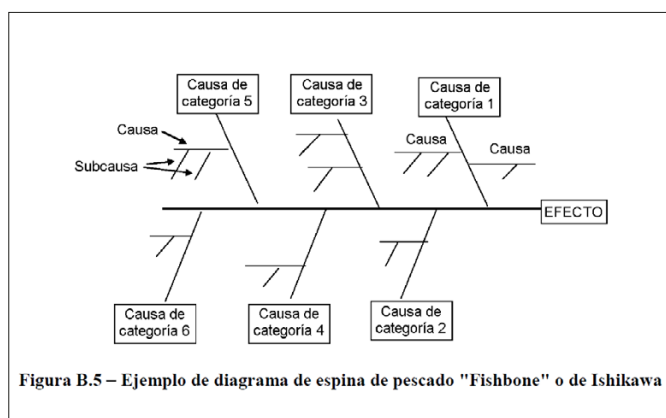 Causa de
categoría 5
Causa de
categoría 3
Causa de
categoría 1
Causa
Subcausa
Causa
Causa
EFECTO
Causa de
categoría 6
Causa de
categoría 4
Causa de
categoría 2
Figura B.5 – Ejemplo de diagrama de espina de pescado "Fishbone" o de Ishikawa